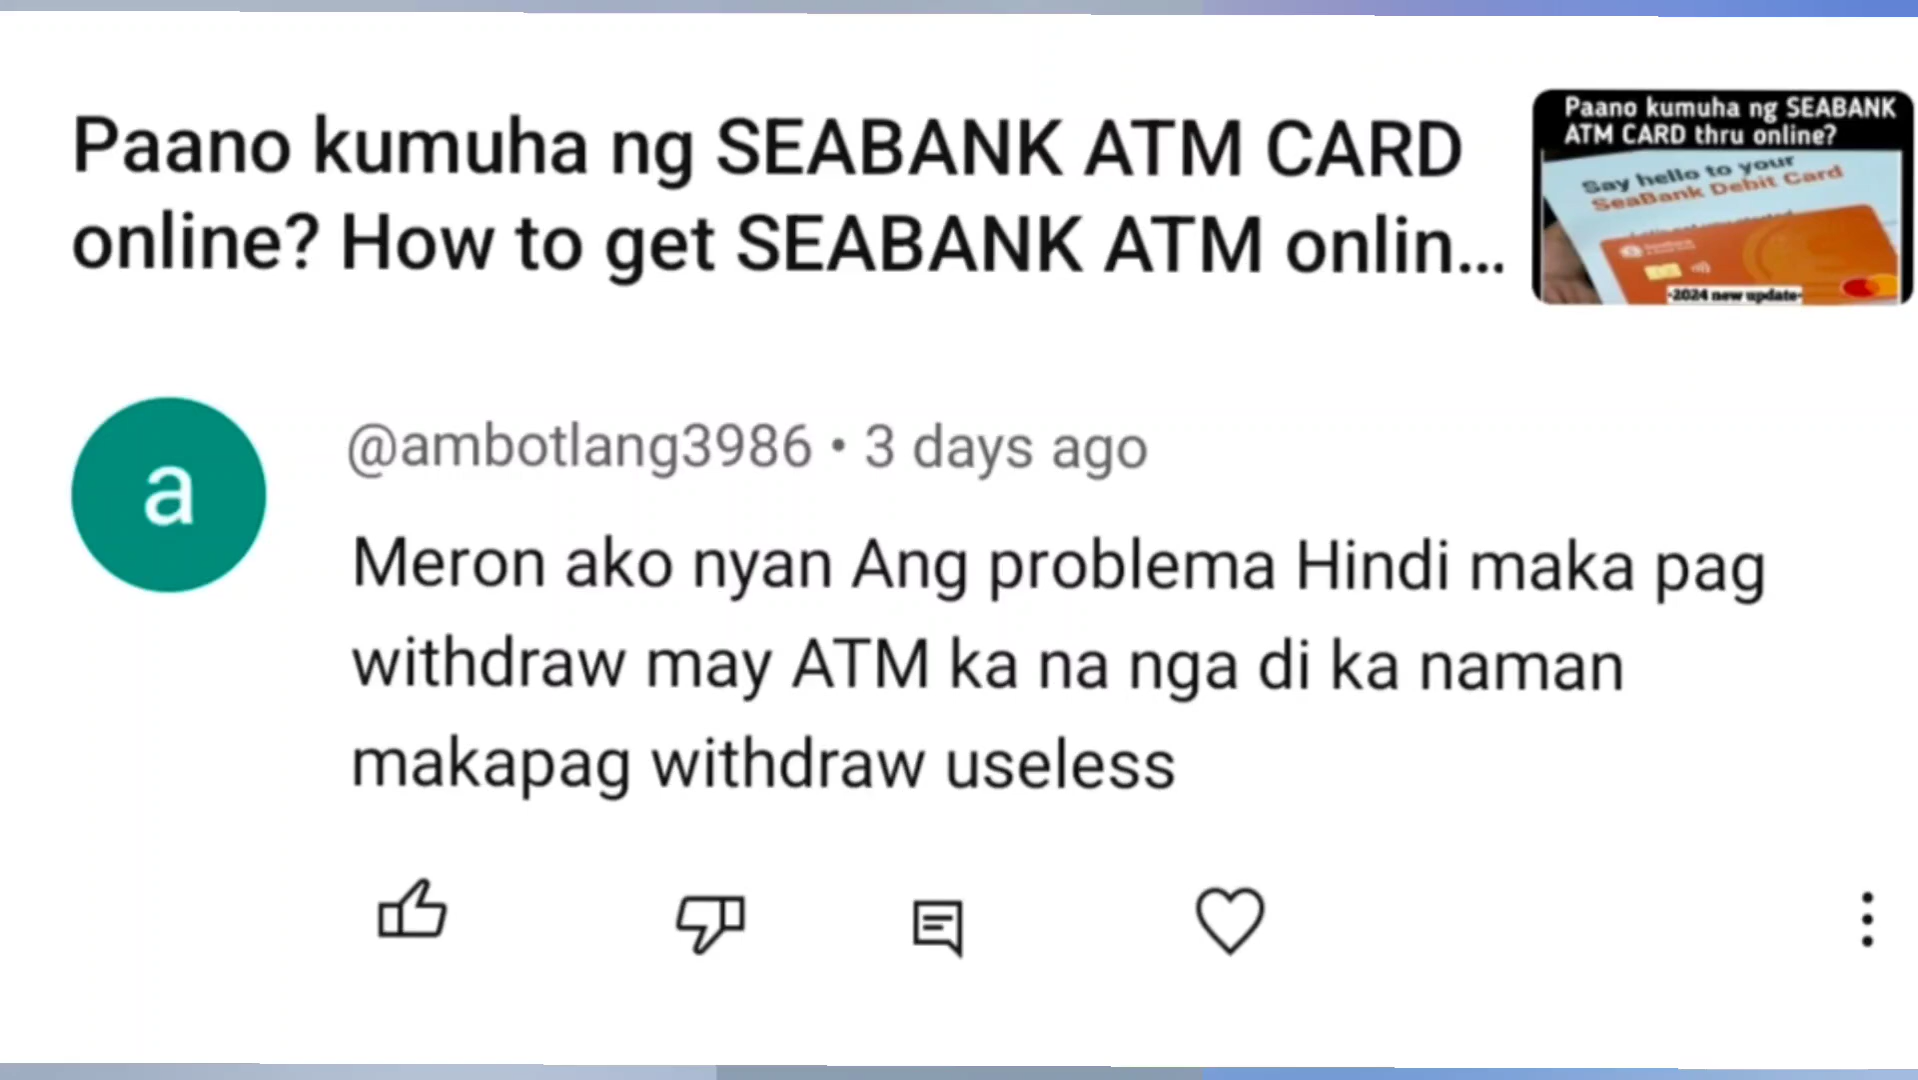 Paano kumuha ng SEABANK ATM CARD
online? How to get SEABANK ATM onlin...
Paano kumuha ng SEABANK
ATM CARD thru online?
Say hello to your
SeaBank Debit Card
-2024 new update-
a
@ambotlang3986 • 3 days ago
Meron ako nyan Ang problema Hindi maka pag
withdraw may ATM ka na nga di ka naman
makapag withdraw useless